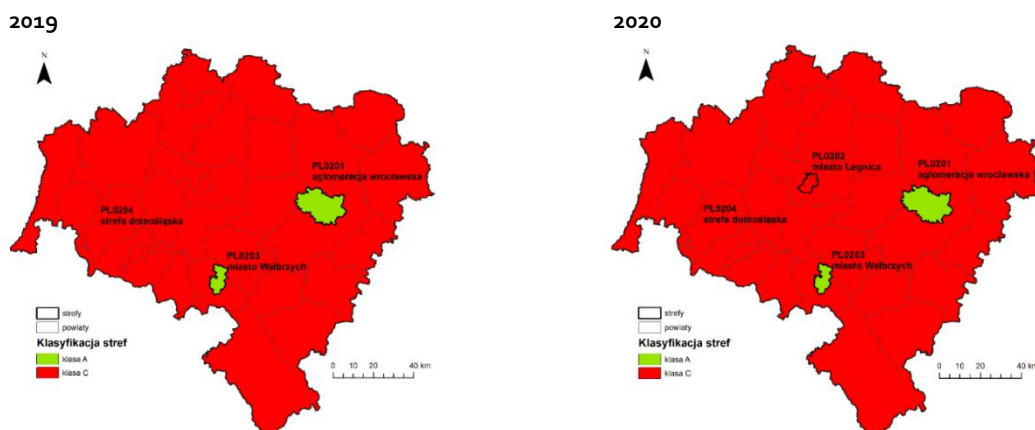 2019
N
PL0201
aglomeracja wrocławska
PL0204
strefa dolnośląska
PL0203
miasto Wałbrzych
strefy
powiaty
Klasyfikacja stref
klasa A
klasa C
0 10 20 40 km
2020
N
PL0202
miasto Legnica
PL0201
aglomeracja wrocławska
PL0204
strefa dolnośląska
PL0203
miasto Wałbrzych
strefy
powiaty
Klasyfikacja stref
klasa A
klasa C
0 10 20 40 km